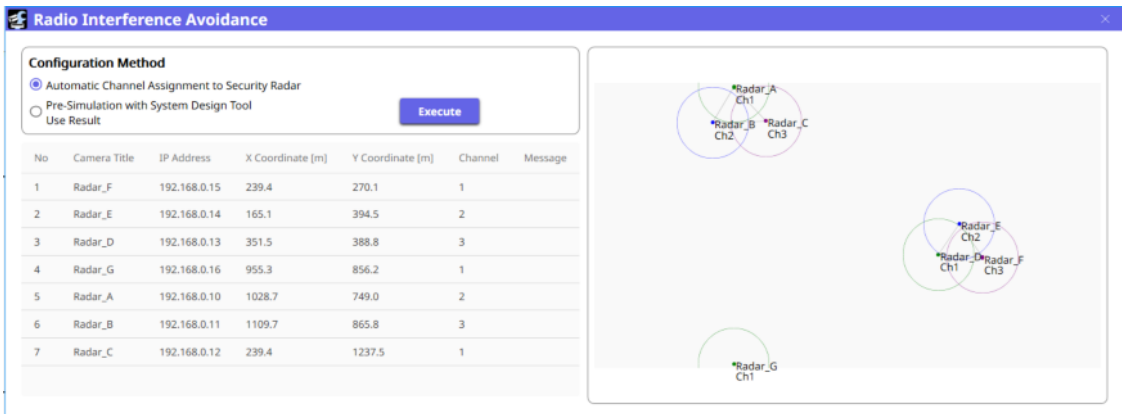 Radio Interference Avoidance
Configuration Method
Automatic Channel Assignment to Security Radar
Pre-Simulation with System Design Tool
Use Result
Execute
No Camera Title IP Address X Coordinate [m] Y Coordinate [m] Channel Message
1 Radar_F 192.168.0.15 239.4 270.1 1
2 Radar_E 192.168.0.14 165.1 394.5 2
3 Radar_D 192.168.0.13 351.5 388.8 3
4 Radar_G 192.168.0.16 955.3 856.2 1
5 Radar_A 192.168.0.10 1028.7 749.0 2
6 Radar_B 192.168.0.11 1109.7 865.8 3
7 Radar_C 192.168.0.12 239.4 1237.5 1
Radar_A
Ch1
Radar_B
Ch2
Radar_C
Ch3
Radar_E
Ch2
Radar_D
Ch1
Radar_F
Ch3
Radar_G
Ch1